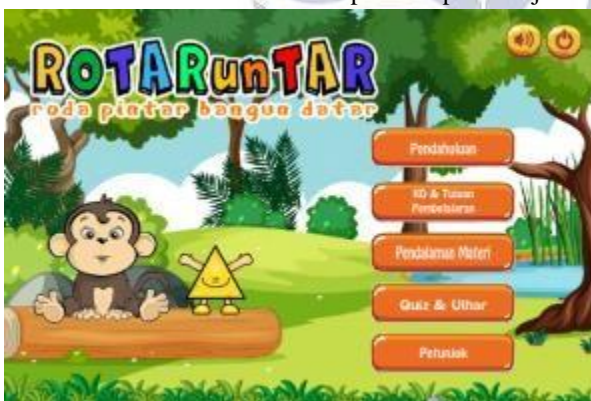 ROTARunTAR
roda pintar bangun datar
Pendahuluan
KD & Tujuan
Pembelajaran
Pendalaman Materi
Quiz & Ulhar
Petunjuk